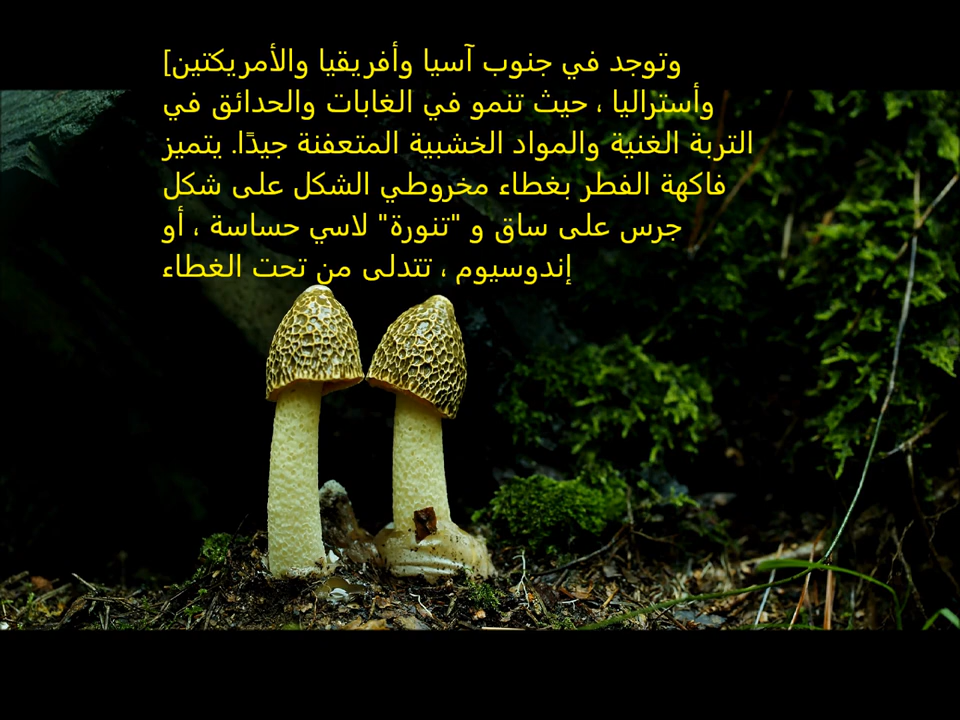 وتوجد في جنوب آسيا وأفريقيا والأمريكتين]
وأستراليا ، حيث تنمو في الغابات والحدائق في
التربة الغنية والمواد الخشبية المتعفنة جيدًا. يتميز
فاكهة الفطر بغطاء مخروطي الشكل على شكل
جرس على ساق و "تنورة" لاسي حساسة ، أو
إندوسيوم ، تتدلى من تحت الغطاء